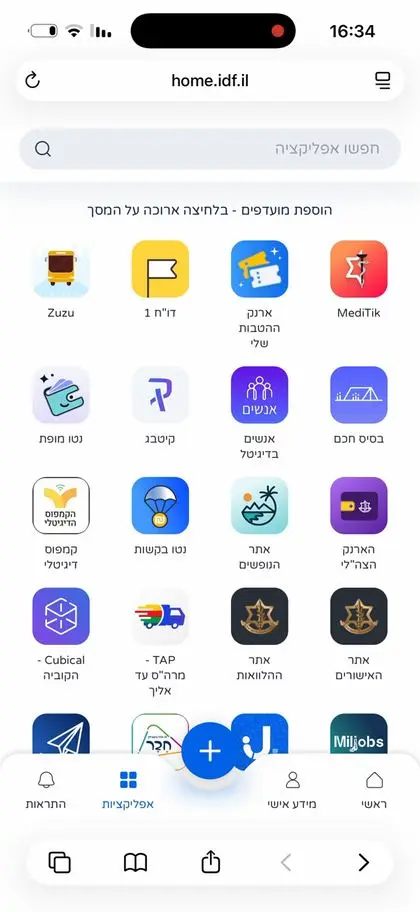 16:34
home.idf.il
חפשו אפליקציה
הוספת מועדפים - בלחיצה ארוכה על המסך
MediTik
ארנק
ההטבות
שלי
דו"ח 1
Zuzu
אנשים
בסיס חכם
אנשים
בדיגיטל
קיטבג
נטו מופת
הקמפוס
הדיגיטלי
הארנק
הצה"לי
אתר
הנופשים
נטו בקשות
קמפוס
דיגיטלי
אתר
האישורים
אתר
ההלוואות
TAP -
מרה"ס עד
אליך
Cubical -
הקוביה
Miljobs
חכר
ראשי
מידע אישי
אפליקציות
התראות